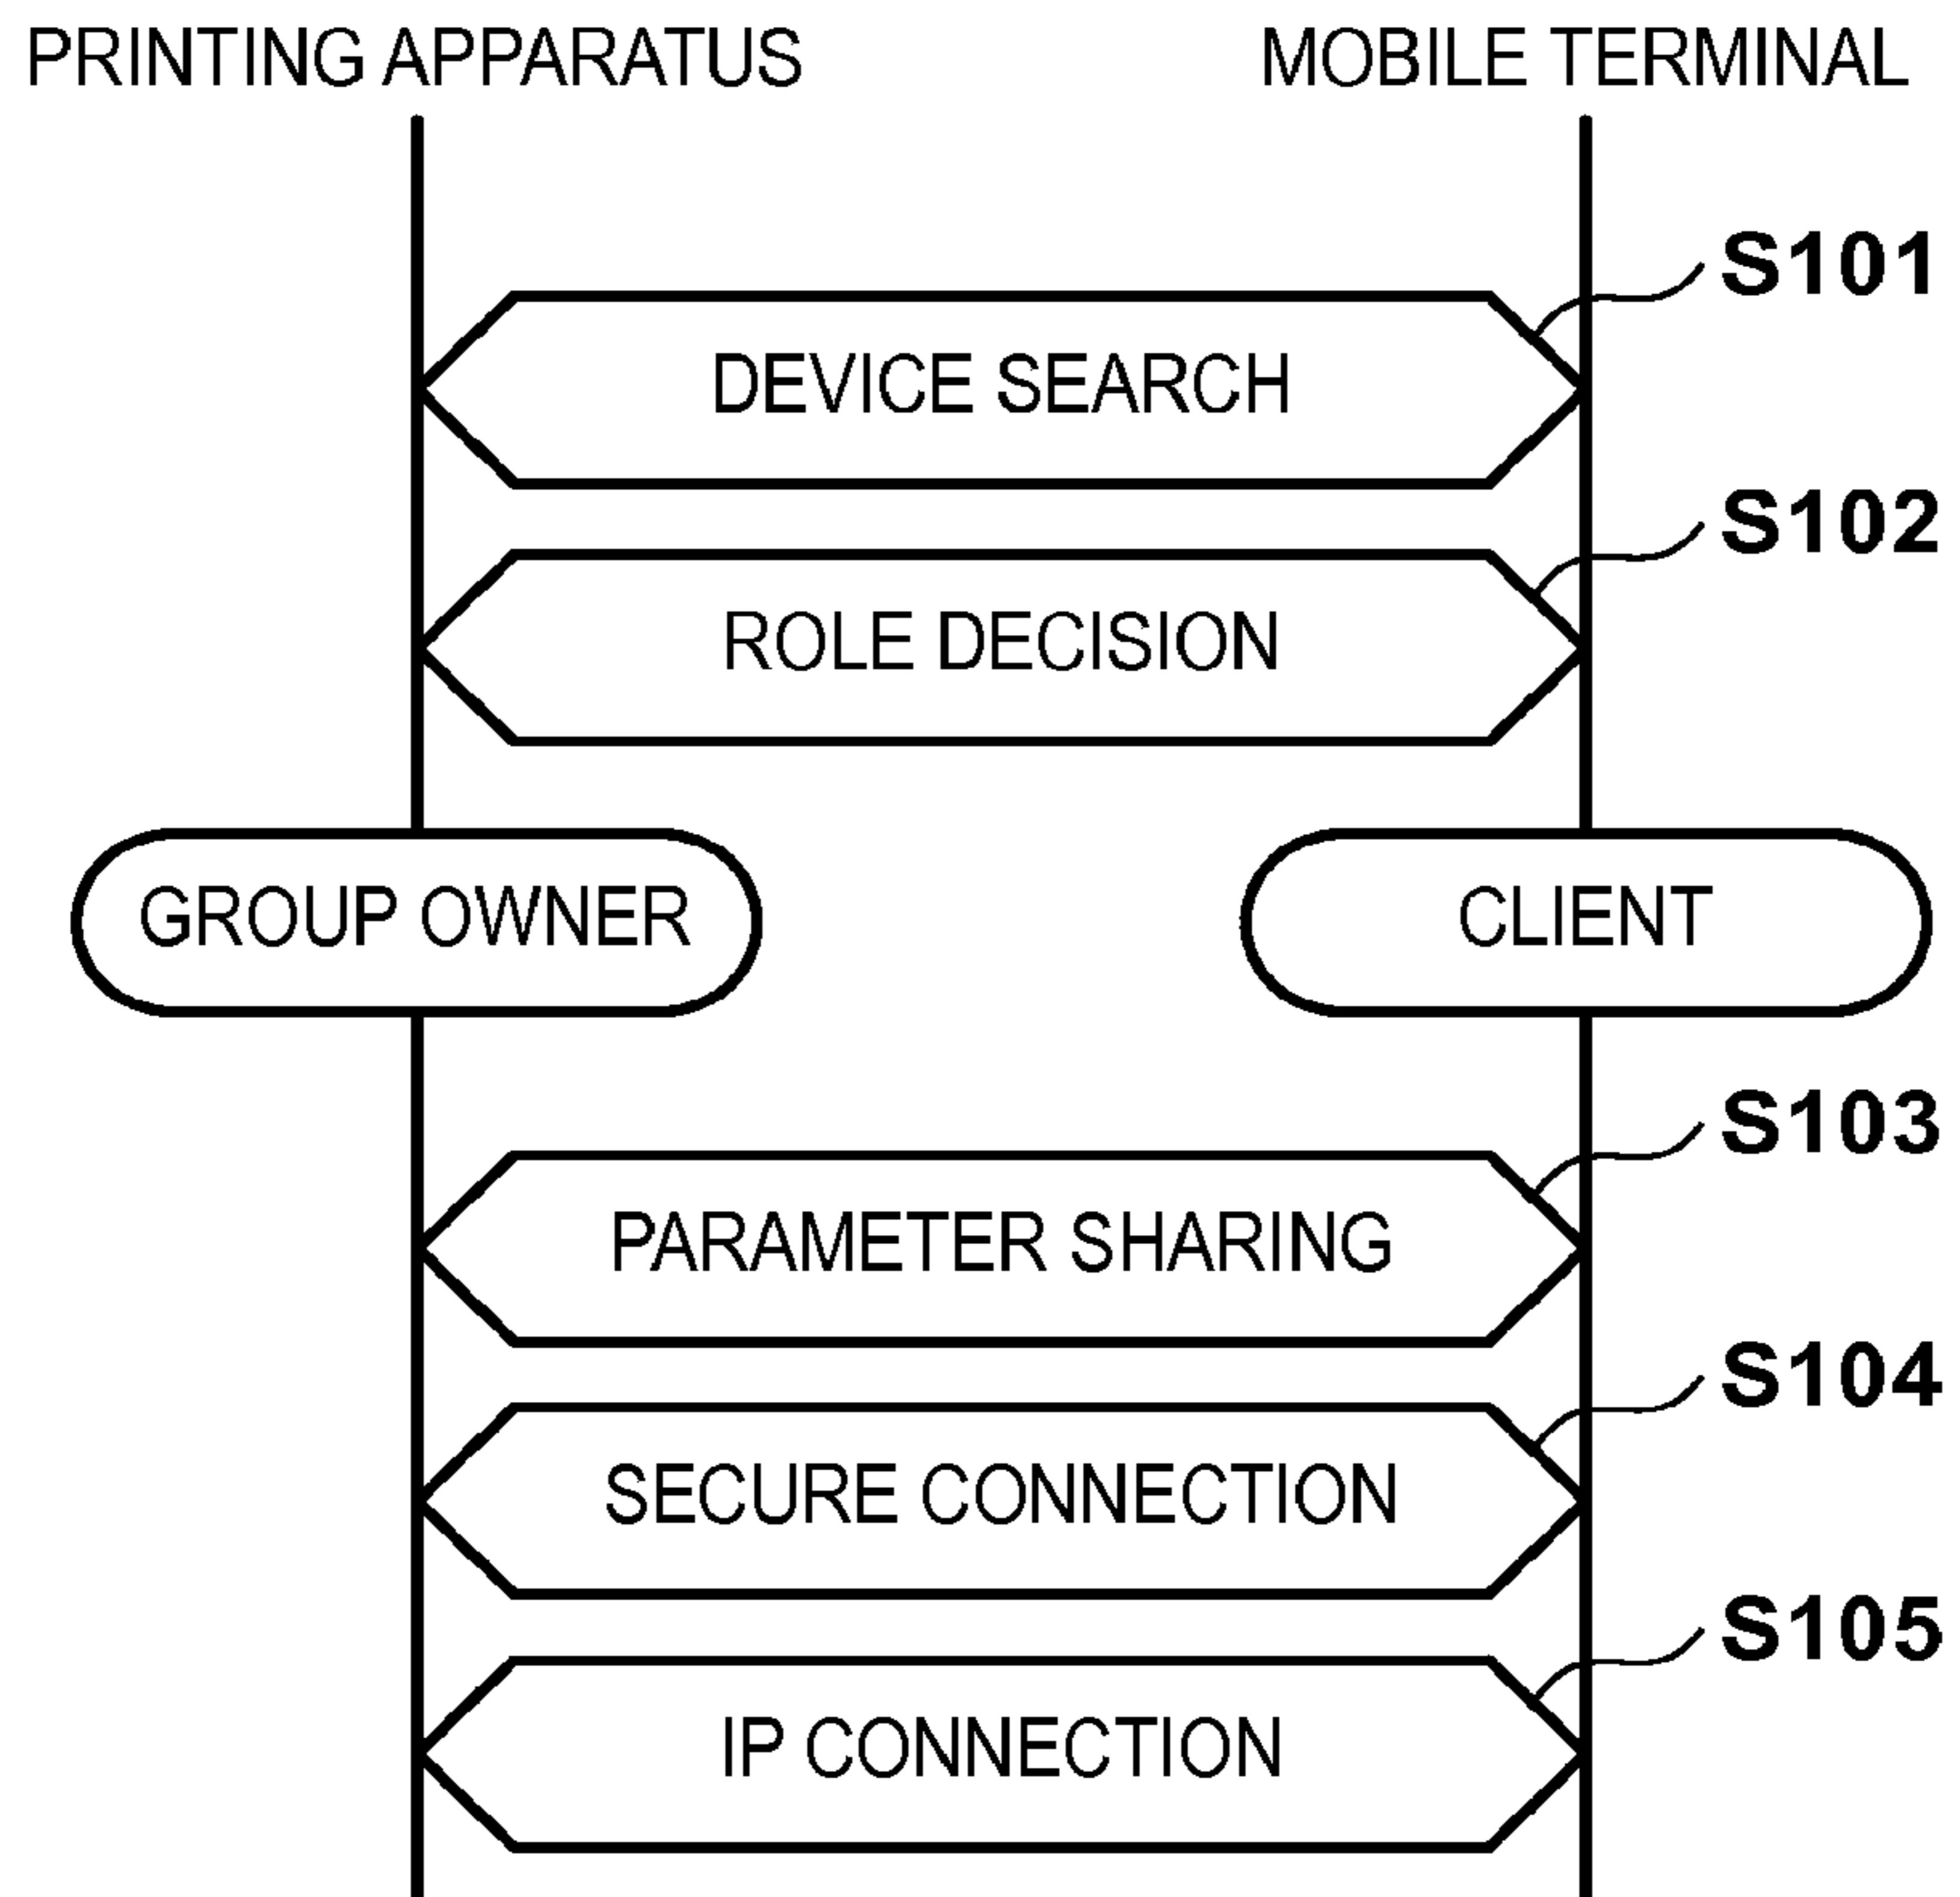 PRINTING APPARATUS
MOBILE TERMINAL
S101
DEVICE SEARCH
S102
ROLE DECISION
GROUP OWNER
CLIENT
S103
PARAMETER SHARING
S104
SECURE CONNECTION
S105
IP CONNECTION